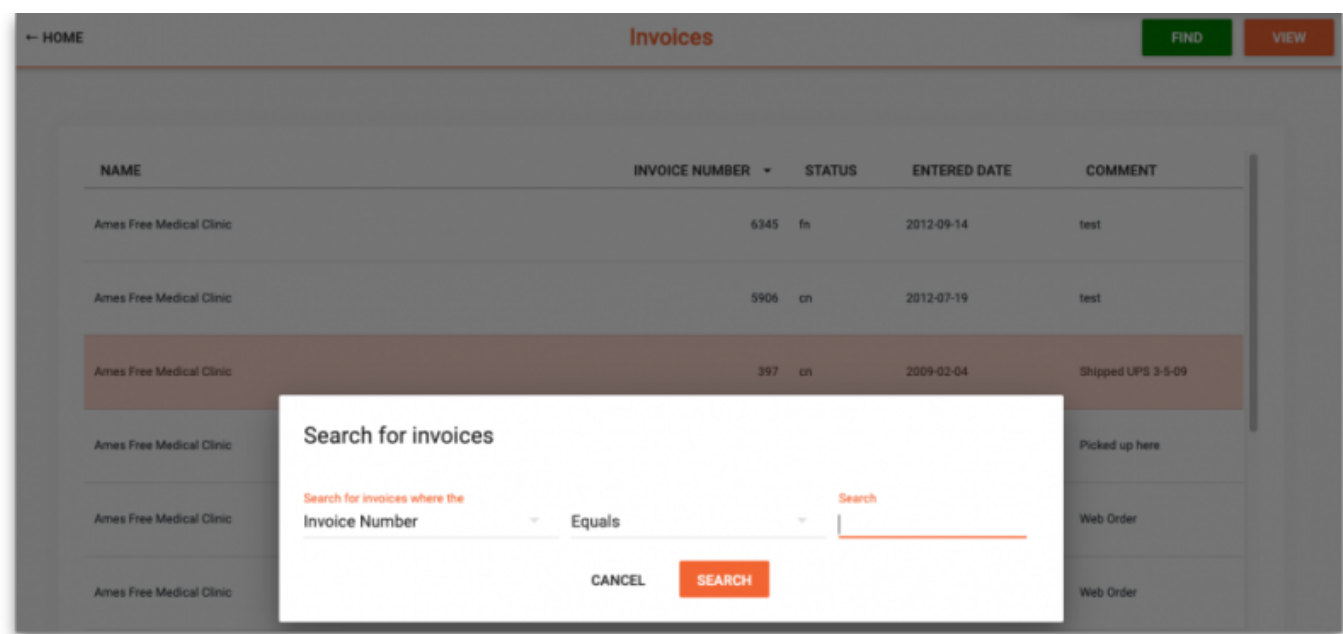 ← HOME Invoices FIND VIEW
NAME INVOICE NUMBER STATUS ENTERED DATE COMMENT
Ames Free Medical Clinic 6345 fn 2012-09-14 test
Ames Free Medical Clinic 5906 cn 2012-07-19 test
Ames Free Medical Clinic 397 cn 2009-02-04 Shipped UPS 3-5-09
Ames Free Medical Clinic Picked up here
Ames Free Medical Clinic Web Order
Ames Free Medical Clinic Web Order
Search for invoices
Search for invoices where the Search
Invoice Number Equals
CANCEL SEARCH